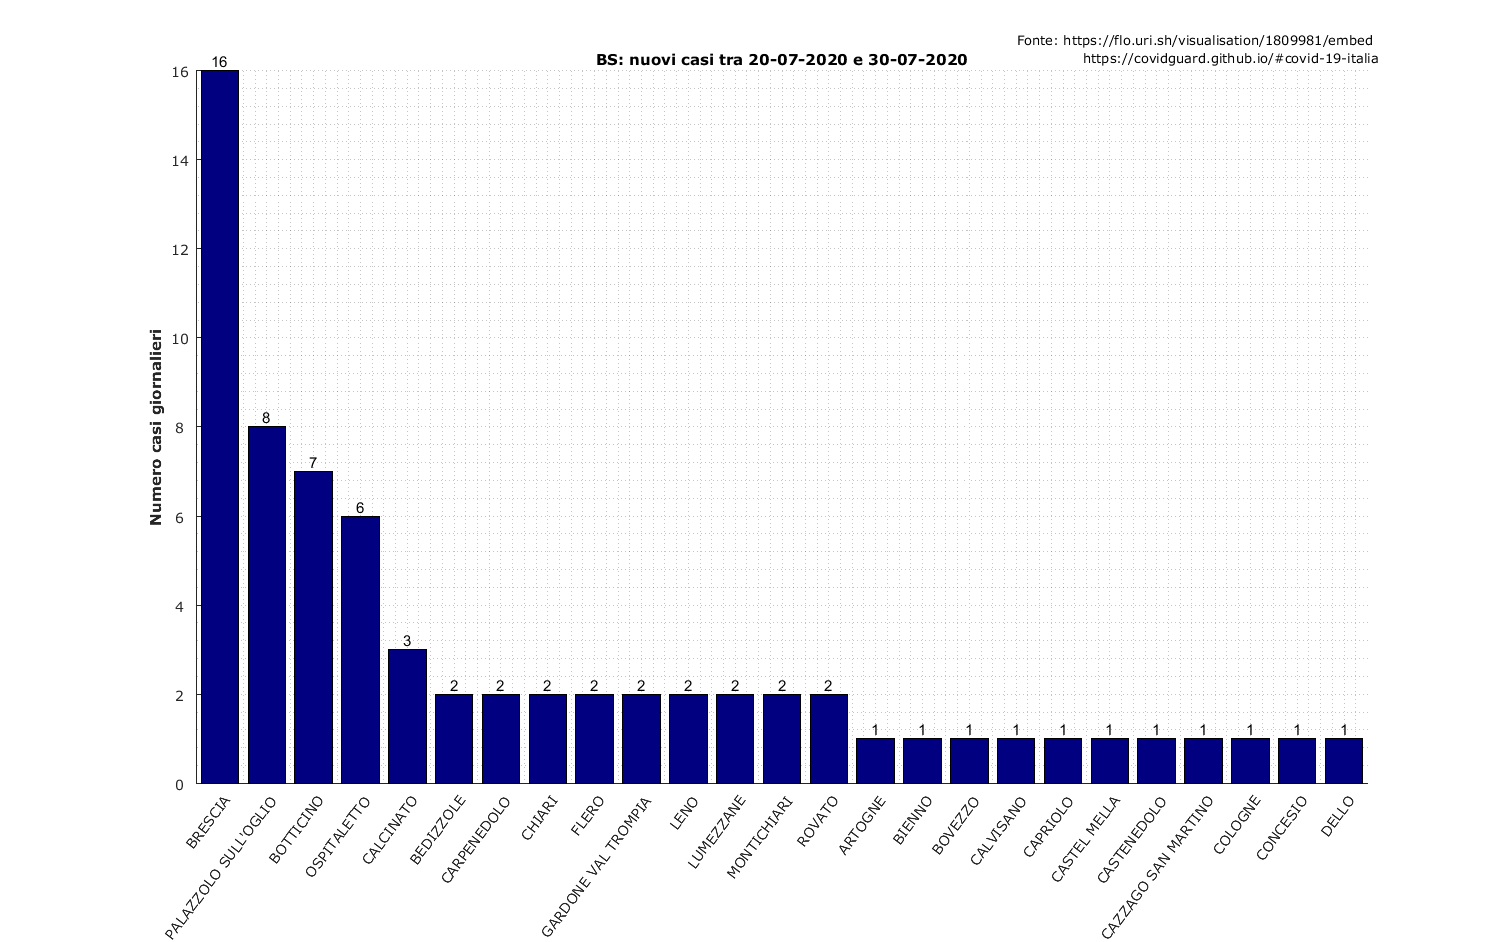 Fonte: https://flo.uri.sh/visualisation/1809981/embed
https://covidguard.github.io/#covid-19-italia
BS: nuovi casi tra 20-07-2020 e 30-07-2020
Numero casi giornalieri
16
14
12
10
8
6
4
2
0
16
8
7
6
3
2
2
2
2
2
2
2
2
2
1
1
1
1
1
1
1
1
1
1
1
BRESCIA
PALAZZOLO SULL'OGLIO
BOTTICINO
OSPITALETTO
CALCINATO
BEDIZZOLE
CARPENEDOLO
CHIARI
FLERO
GARDONE VAL TROMPIA
LENO
LUMEZZANE
MONTICHIARI
ROVATO
ARTOGNE
BIENNO
BOVEZZO
CALVISANO
CAPRIOLO
CASTEL MELLA
CASTENEDOLO
CAZZAGO SAN MARTINO
COLOGNE
CONCESIO
DELLO